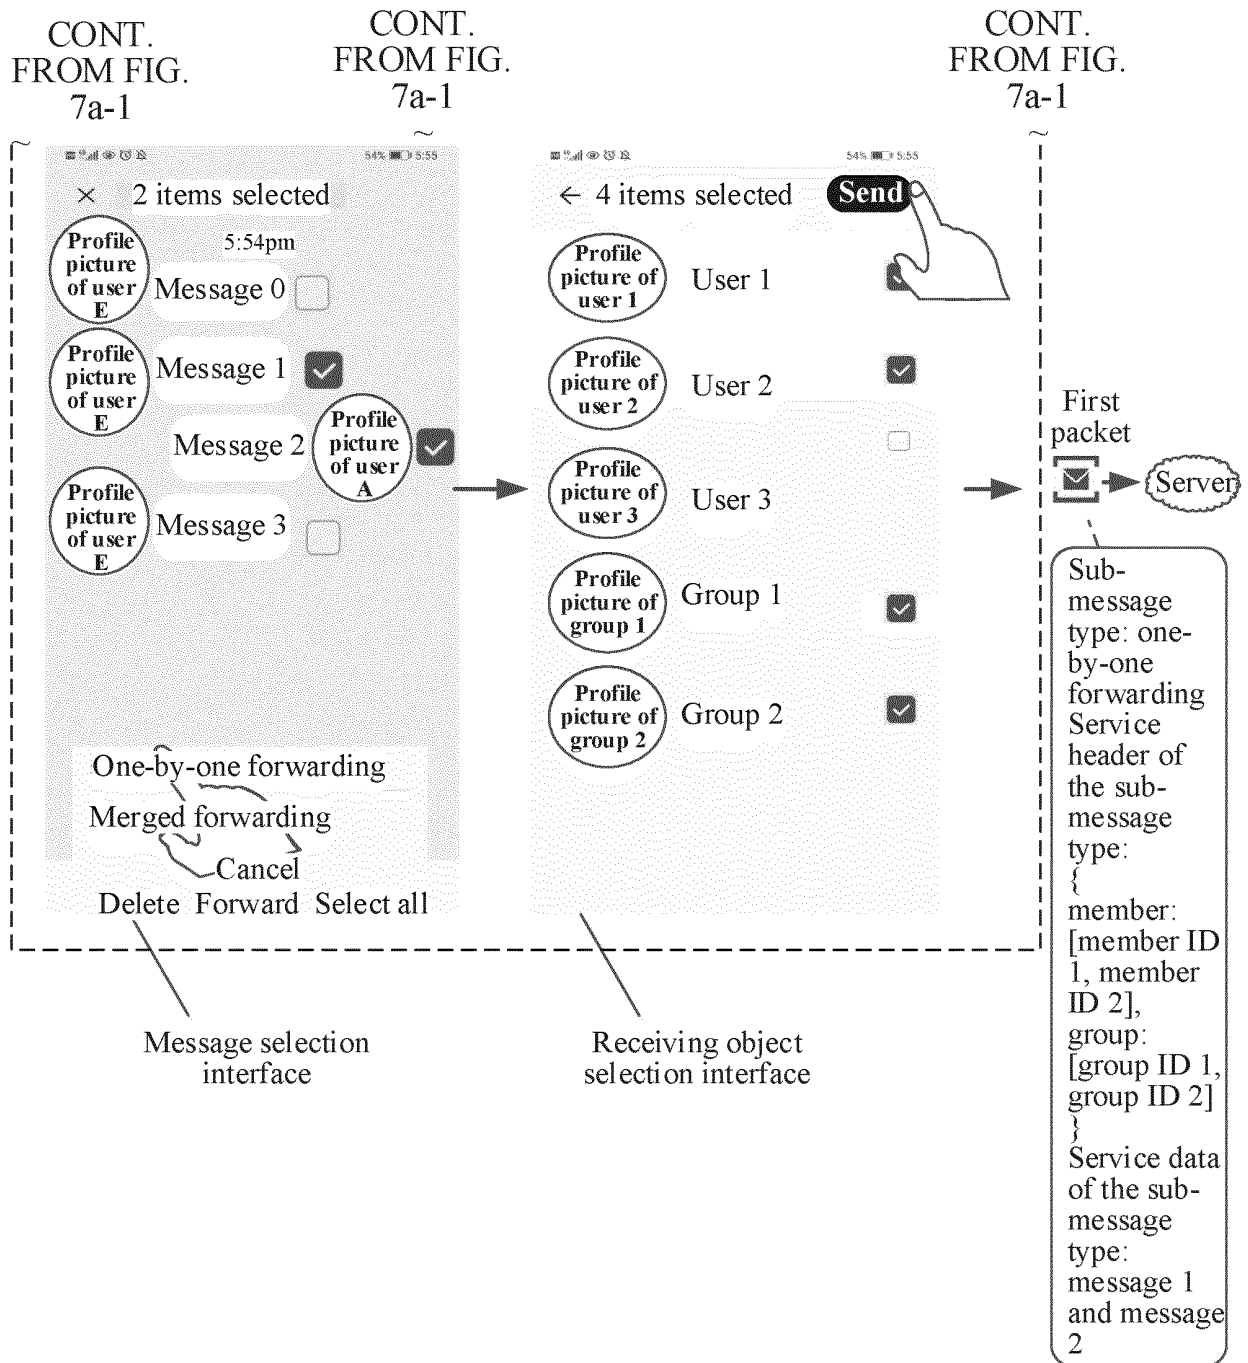 CONT.
FROM FIG.
7a-1
CONT.
FROM FIG.
7a-1
CONT.
FROM FIG.
7a-1
54% 5:55
2 items selected
Profile
picture
of user
E
5:54pm
Message 0
Profile
picture
of user
E
Message 1
Message 2
Profile
picture
of user
A
Profile
picture
of user
E
Message 3
One-by-one forwarding
Merged forwarding
Cancel
Delete Forward Select all
Message selection
interface
54% 5:55
4 items selected
Send
Profile
picture of
user 1
User 1
Profile
picture of
user 2
User 2
Profile
picture of
user 3
User 3
Profile
picture of
group 1
Group 1
Profile
picture of
group 2
Group 2
Receiving object
selection interface
First
packet
Server
Sub-
message
type: one-
by-one
forwarding
Service
header of
the sub-
message
type:
{
member:
[member ID
1, member
ID 2],
group:
[group ID 1,
group ID 2]
}
Service data
of the sub-
message
type:
message 1
and message
2